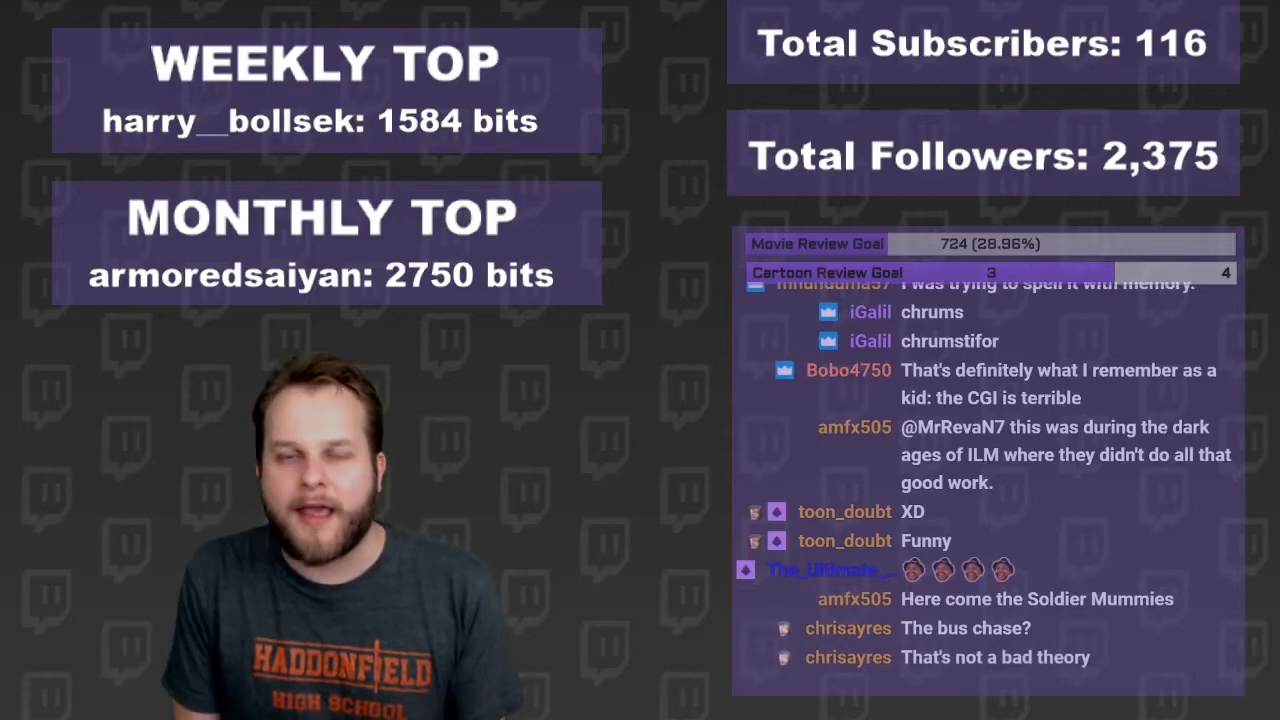 WEEKLY TOP
harry__bollsek: 1584 bits
MONTHLY TOP
armoredsaiyan: 2750 bits
Total Subscribers: 116
Total Followers: 2,375
Movie Review Goal 724 (28.96%)
Cartoon Review Goal 3 4
I was trying to spell it with memory.
iGalil chrums
iGalil chrumstifor
Bobo4750 That's definitely what I remember as a
kid: the CGI is terrible
amfx505 @MrRevaN7 this was during the dark
ages of ILM where they didn't do all that
good work.
toon_doubt XD
toon_doubt Funny
The_Ultimate_...
amfx505 Here come the Soldier Mummies
chrisayres The bus chase?
chrisayres That's not a bad theory
HADDONFIELD
HIGH SCHOOL